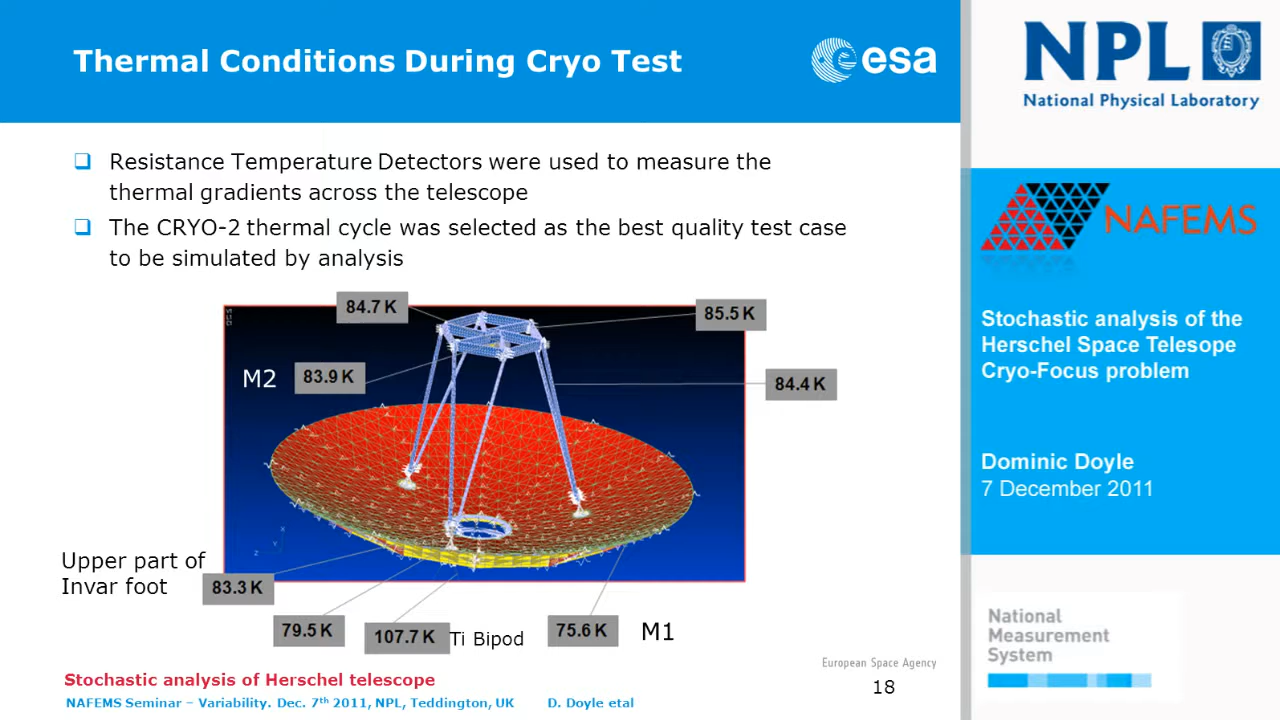 Thermal Conditions During Cryo Test
esa
Resistance Temperature Detectors were used to measure the
thermal gradients across the telescope
The CRYO-2 thermal cycle was selected as the best quality test case
to be simulated by analysis
84.7 K
85.5 K
M2
83.9 K
84.4 K
Upper part of
Invar foot
83.3 K
79.5 K
107.7 K
Ti Bipod
75.6 K
M1
European Space Agency
Stochastic analysis of Herschel telescope
18
NAFEMS Seminar – Variability. Dec. 7th 2011, NPL, Teddington, UK D. Doyle etal
NPL
National Physical Laboratory
NAFEMS
Stochastic analysis of the
Herschel Space Telesope
Cryo-Focus problem
Dominic Doyle
7 December 2011
National
Measurement
System